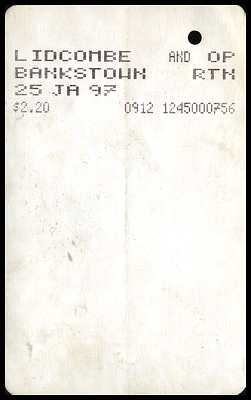 LIDCOMBE AND OP
BANKSTOWN RTN
25 JA 97
$2.20 0912 1245000756